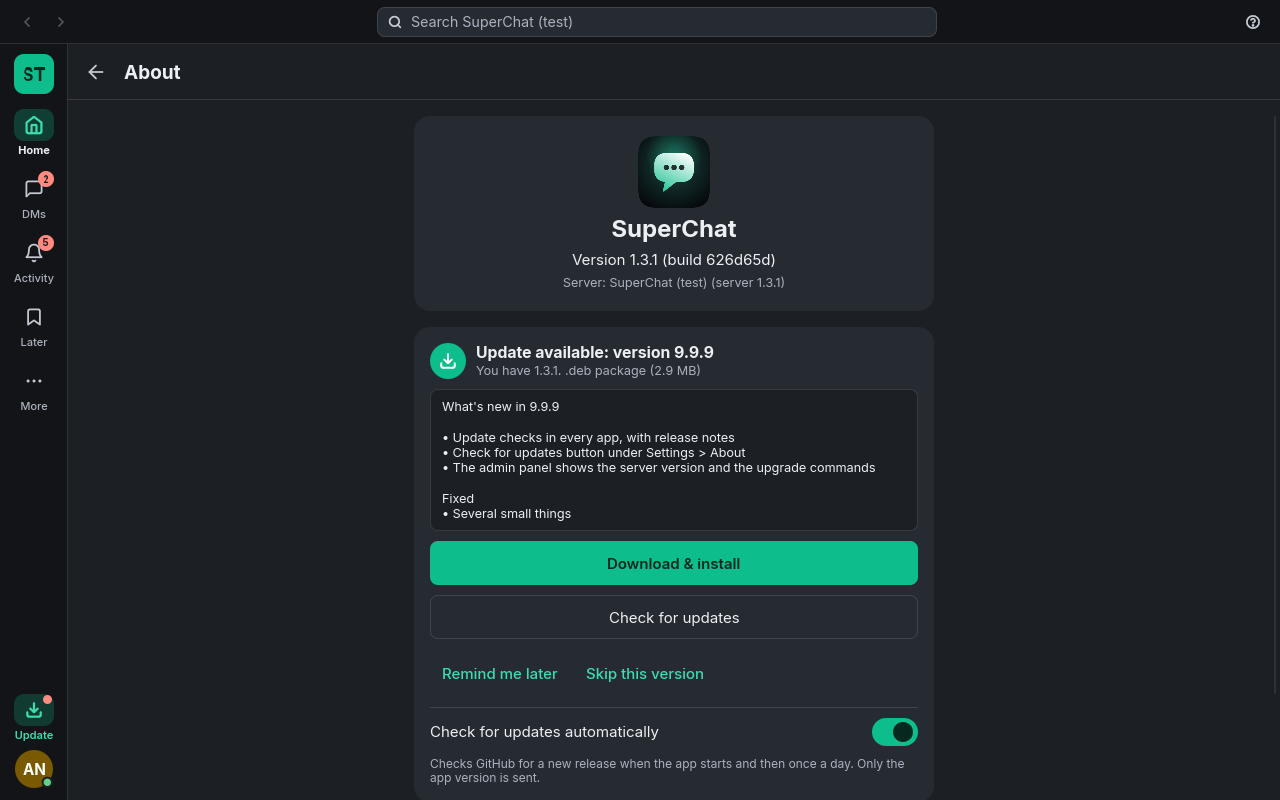 Search SuperChat (test)
ST
About
Home
2
DMs
5
Activity
Later
More
SuperChat
Version 1.3.1 (build 626d65d)
Server: SuperChat (test) (server 1.3.1)
Update available: version 9.9.9
You have 1.3.1. .deb package (2.9 MB)
What's new in 9.9.9
• Update checks in every app, with release notes
• Check for updates button under Settings > About
• The admin panel shows the server version and the upgrade commands
Fixed
• Several small things
Download & install
Check for updates
Remind me later
Skip this version
Check for updates automatically
Checks GitHub for a new release when the app starts and then once a day. Only the
app version is sent.
Update
AN